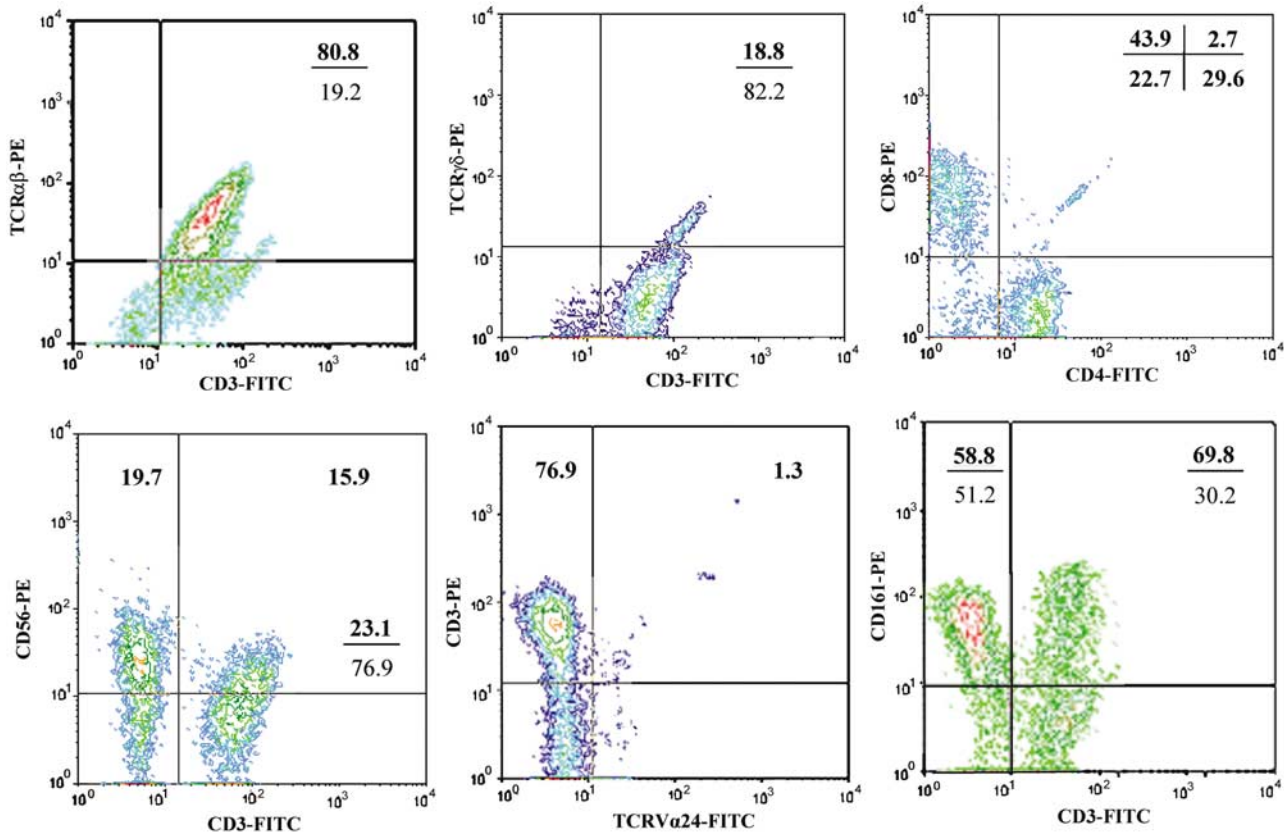 10⁴
10³
10²
10¹
10⁰
TCRαβ-PE
80.8
19.2
10⁰ 10¹ 10² 10³ 10⁴
CD3-FITC
10⁴
10³
10²
10¹
10⁰
TCRγδ-PE
18.8
82.2
10⁰ 10¹ 10² 10³ 10⁴
CD3-FITC
10⁴
10³
10²
10¹
10⁰
CD8-PE
43.9 2.7
22.7 29.6
10⁰ 10¹ 10² 10³ 10⁴
CD4-FITC
10⁴
10³
10²
10¹
10⁰
CD56-PE
19.7 15.9
23.1
76.9
10⁰ 10¹ 10² 10³ 10⁴
CD3-FITC
10⁴
10³
10²
10¹
10⁰
CD3-PE
76.9 1.3
10⁰ 10¹ 10² 10³ 10⁴
TCRVα24-FITC
10⁴
10³
10²
10¹
10⁰
CD161-PE
58.8 69.8
51.2 30.2
10⁰ 10¹ 10² 10³ 10⁴
CD3-FITC